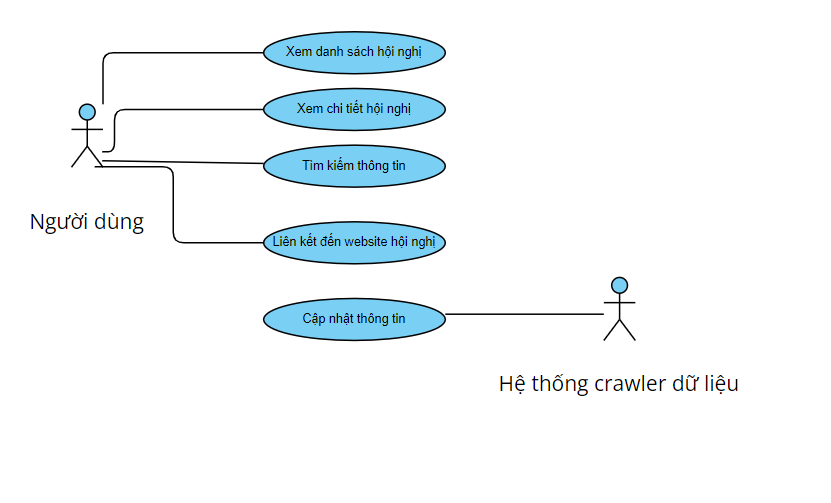 Xem danh sách hội nghị
Xem chi tiết hội nghị
Tìm kiếm thông tin
Người dùng
Liên kết đến website hội nghị
Cập nhật thông tin
Hệ thống crawler dữ liệu